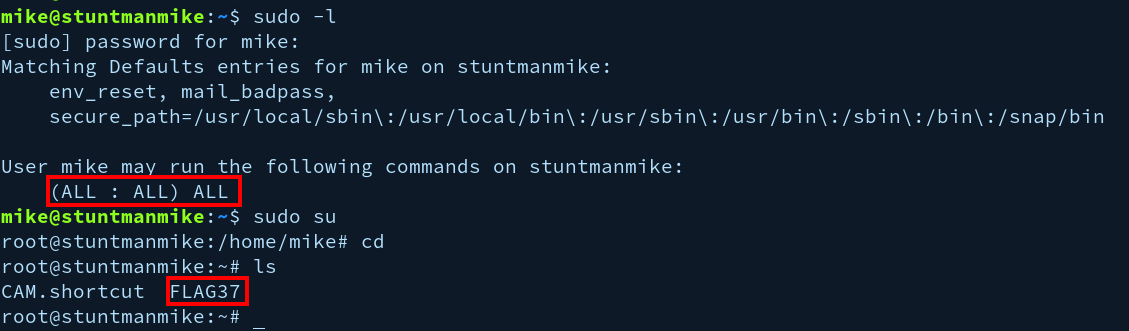 mike@stuntmanmike:~$ sudo -l
[sudo] password for mike:
Matching Defaults entries for mike on stuntmanmike:
    env_reset, mail_badpass,
    secure_path=/usr/local/sbin\:/usr/local/bin\:/usr/sbin\:/usr/bin\:/sbin\:/bin\:/snap/bin

User mike may run the following commands on stuntmanmike:
    (ALL : ALL) ALL
mike@stuntmanmike:~$ sudo su
root@stuntmanmike:/home/mike# cd
root@stuntmanmike:~# ls
CAM.shortcut  FLAG37
root@stuntmanmike:~# _